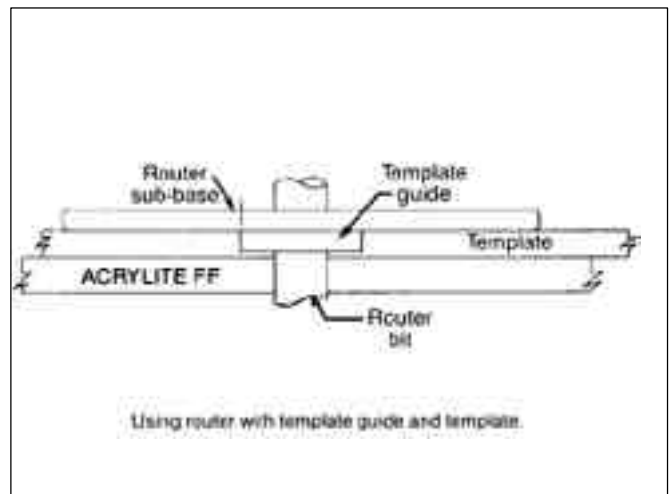 Router
sub-base
Template
guide
Template
ACRYLITE FF
Router
bit
Using router with template guide and template.